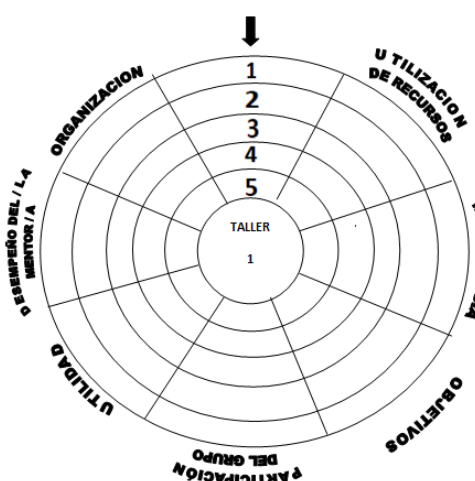 1
2
3
4
5
TALLER
1
UTILIZACION
DE RECURSOS
OBJETIVOS
PARTICIPACIÓN
DEL GRUPO
UTILIDAD
DESEMPEÑO DEL / LA
MENTOR / A
ORGANIZACION